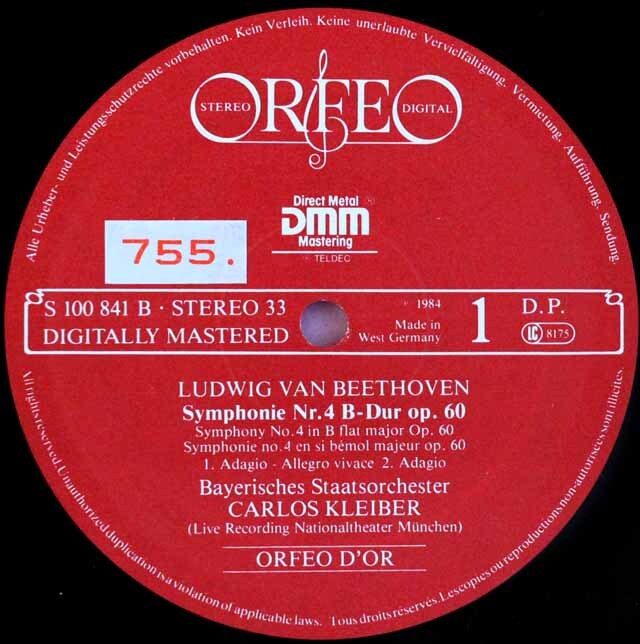 Alle Urheber- und Leistungsschutzrechte vorbehalten. Kein Verleih. Keine unerlaubte Vervielfältigung, Vermietung, Aufführung, Sendung.
STEREO ORFEO DIGITAL
Direct Metal
DMM
Mastering
TELDEC
755.
S 100 841 B · STEREO 33
DIGITALLY MASTERED
1984
Made in
West Germany
1
D.P.
LC 8175
LUDWIG VAN BEETHOVEN
Symphonie Nr.4 B-Dur op. 60
Symphony No.4 in B flat major Op. 60
Symphonie no.4 en si bémol majeur op. 60
1. Adagio - Allegro vivace 2. Adagio
Bayerisches Staatsorchester
CARLOS KLEIBER
(Live Recording Nationaltheater München)
ORFEO D'OR
All rights reserved. Unauthorized duplication is a violation of applicable laws. Tous droits réservés. Les copies ou reproductions non-autorisées sont illicites.